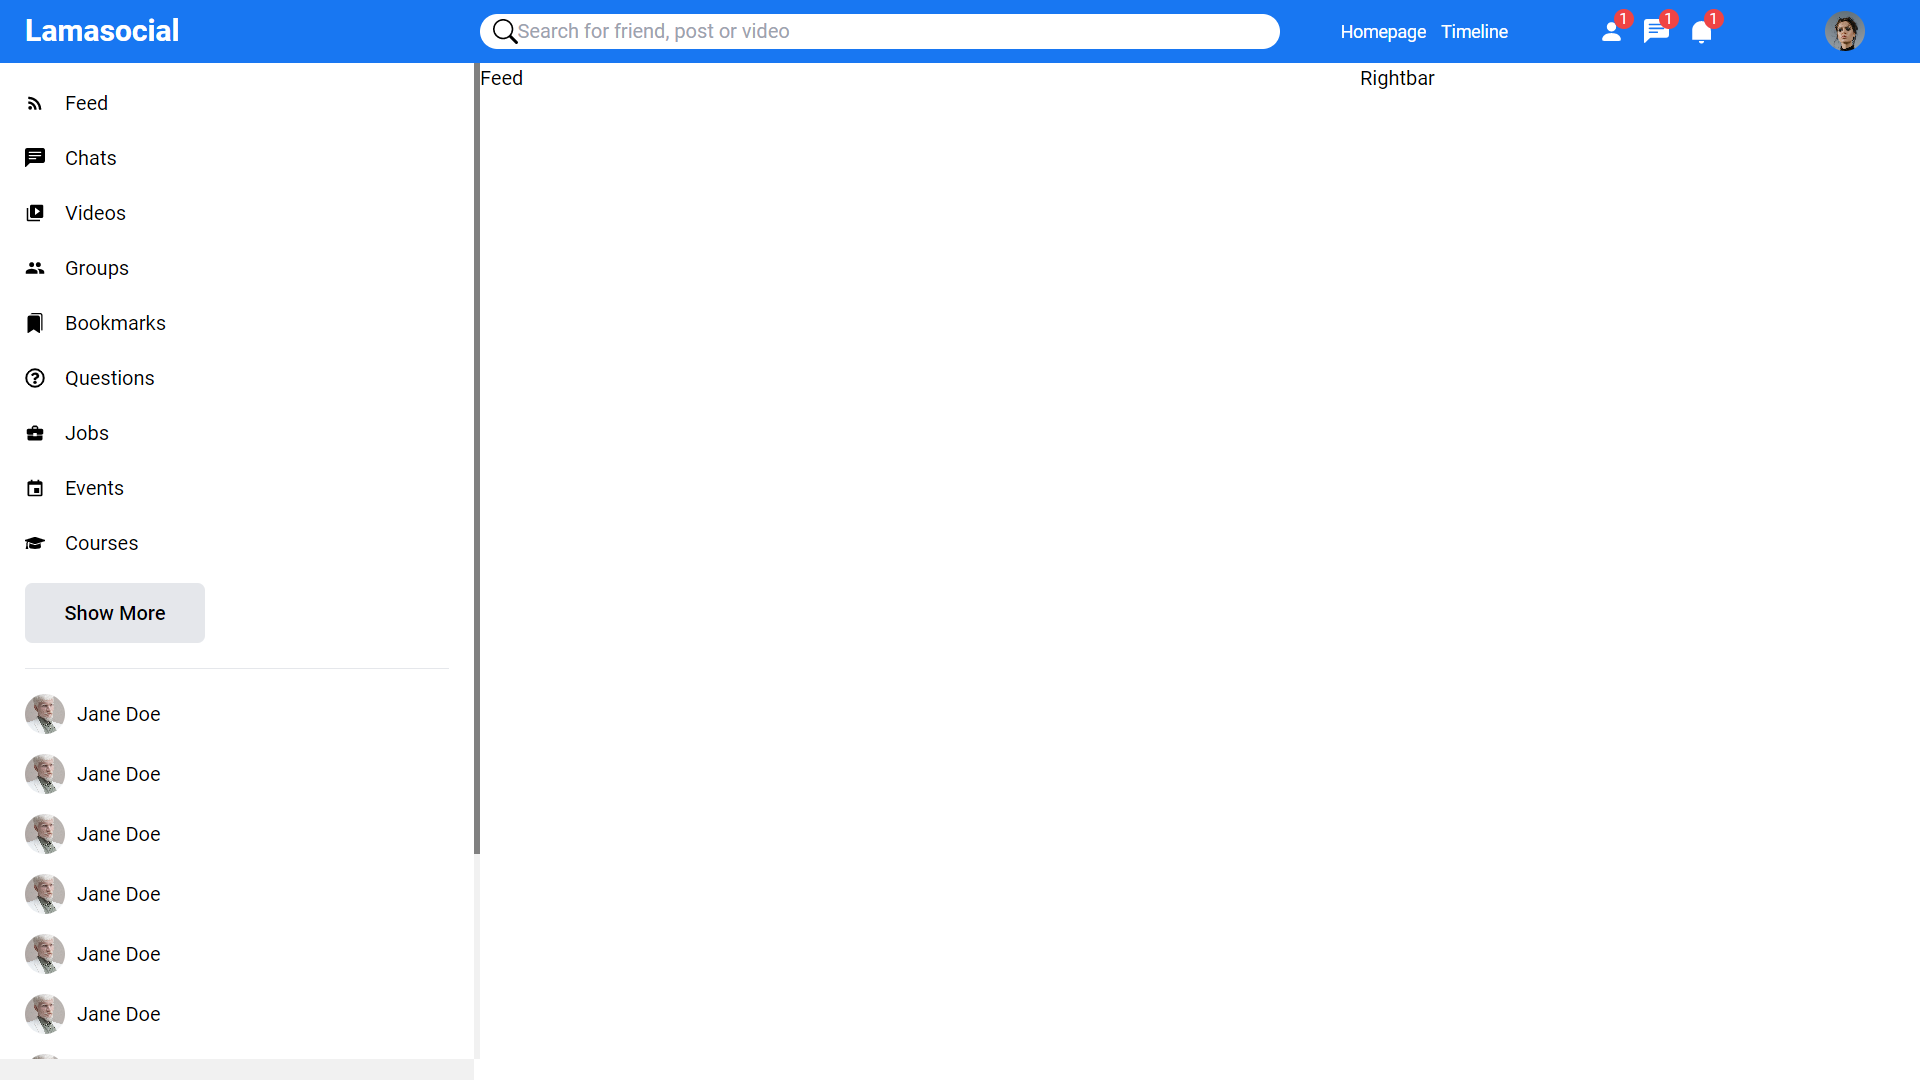 Lamasocial
Search for friend, post or video
Homepage Timeline
1 1 1
Feed
Chats
Videos
Groups
Bookmarks
Questions
Jobs
Events
Courses
Show More
Jane Doe
Jane Doe
Jane Doe
Jane Doe
Jane Doe
Jane Doe
Feed
Rightbar